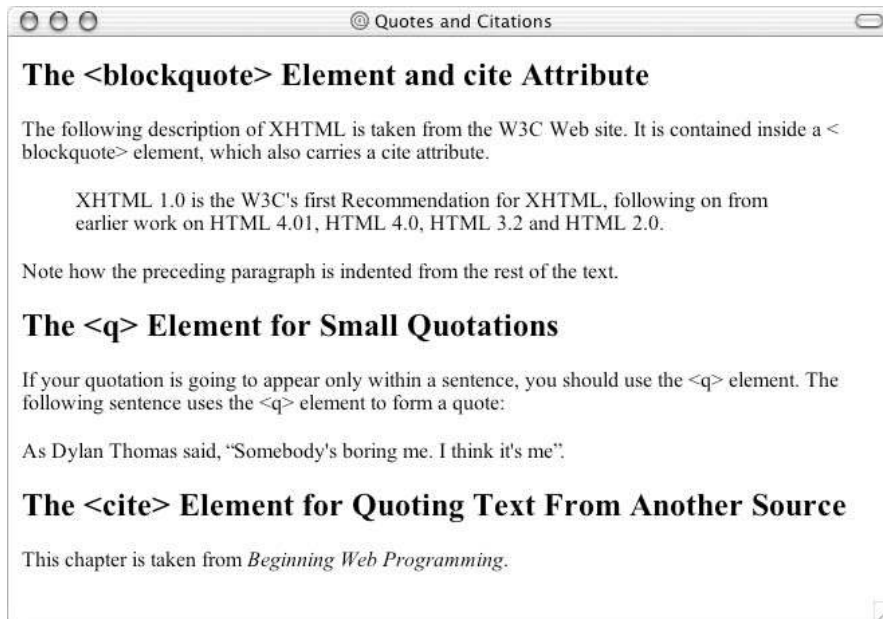 Quotes and Citations
The <blockquote> Element and cite Attribute
The following description of XHTML is taken from the W3C Web site. It is contained inside a <
blockquote> element, which also carries a cite attribute.
XHTML 1.0 is the W3C's first Recommendation for XHTML, following on from
earlier work on HTML 4.01, HTML 4.0, HTML 3.2 and HTML 2.0.
Note how the preceding paragraph is indented from the rest of the text.
The <q> Element for Small Quotations
If your quotation is going to appear only within a sentence, you should use the <q> element. The
following sentence uses the <q> element to form a quote:
As Dylan Thomas said, “Somebody's boring me. I think it's me”.
The <cite> Element for Quoting Text From Another Source
This chapter is taken from Beginning Web Programming.